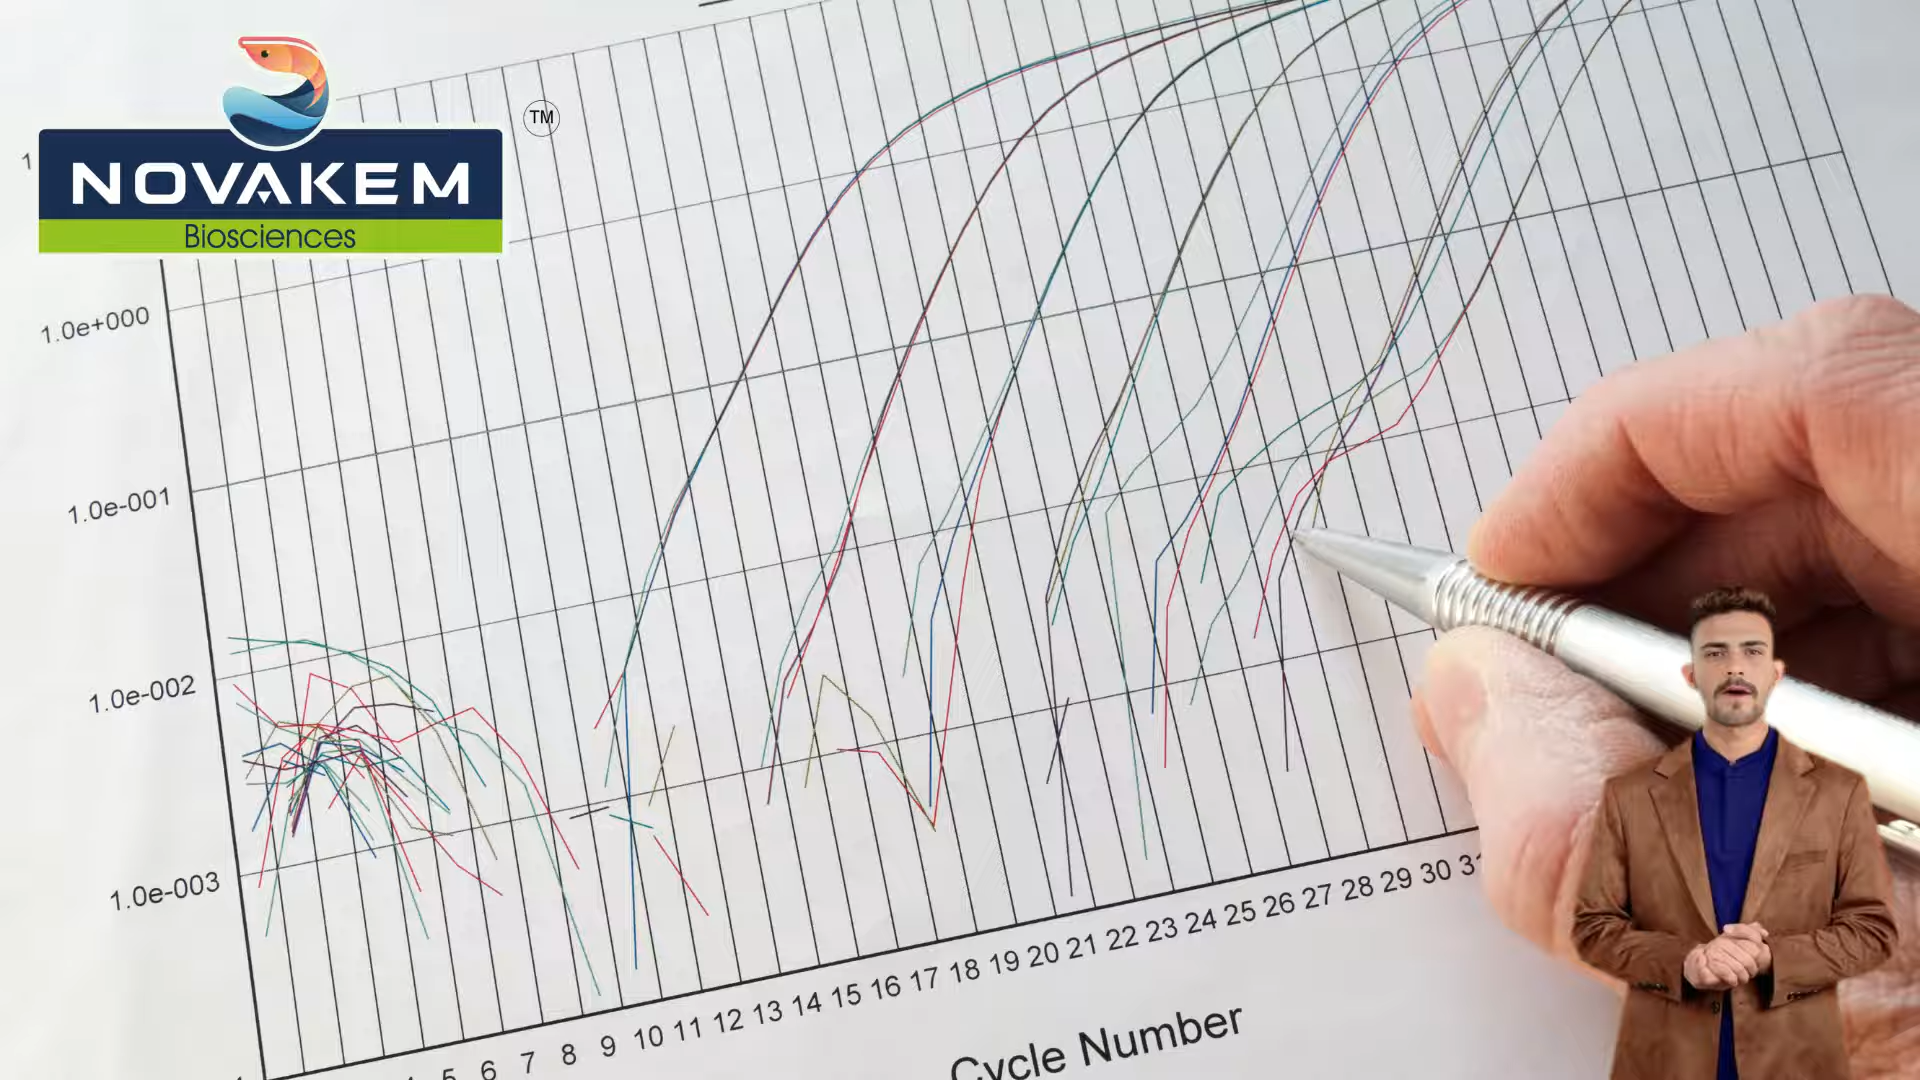 TM
NOVAKEM
Biosciences
1
1.0e+000
1.0e-001
1.0e-002
1.0e-003
5 6 7 8 9 10 11 12 13 14 15 16 17 18 19 20 21 22 23 24 25 26 27 28 29 30
Cycle Number